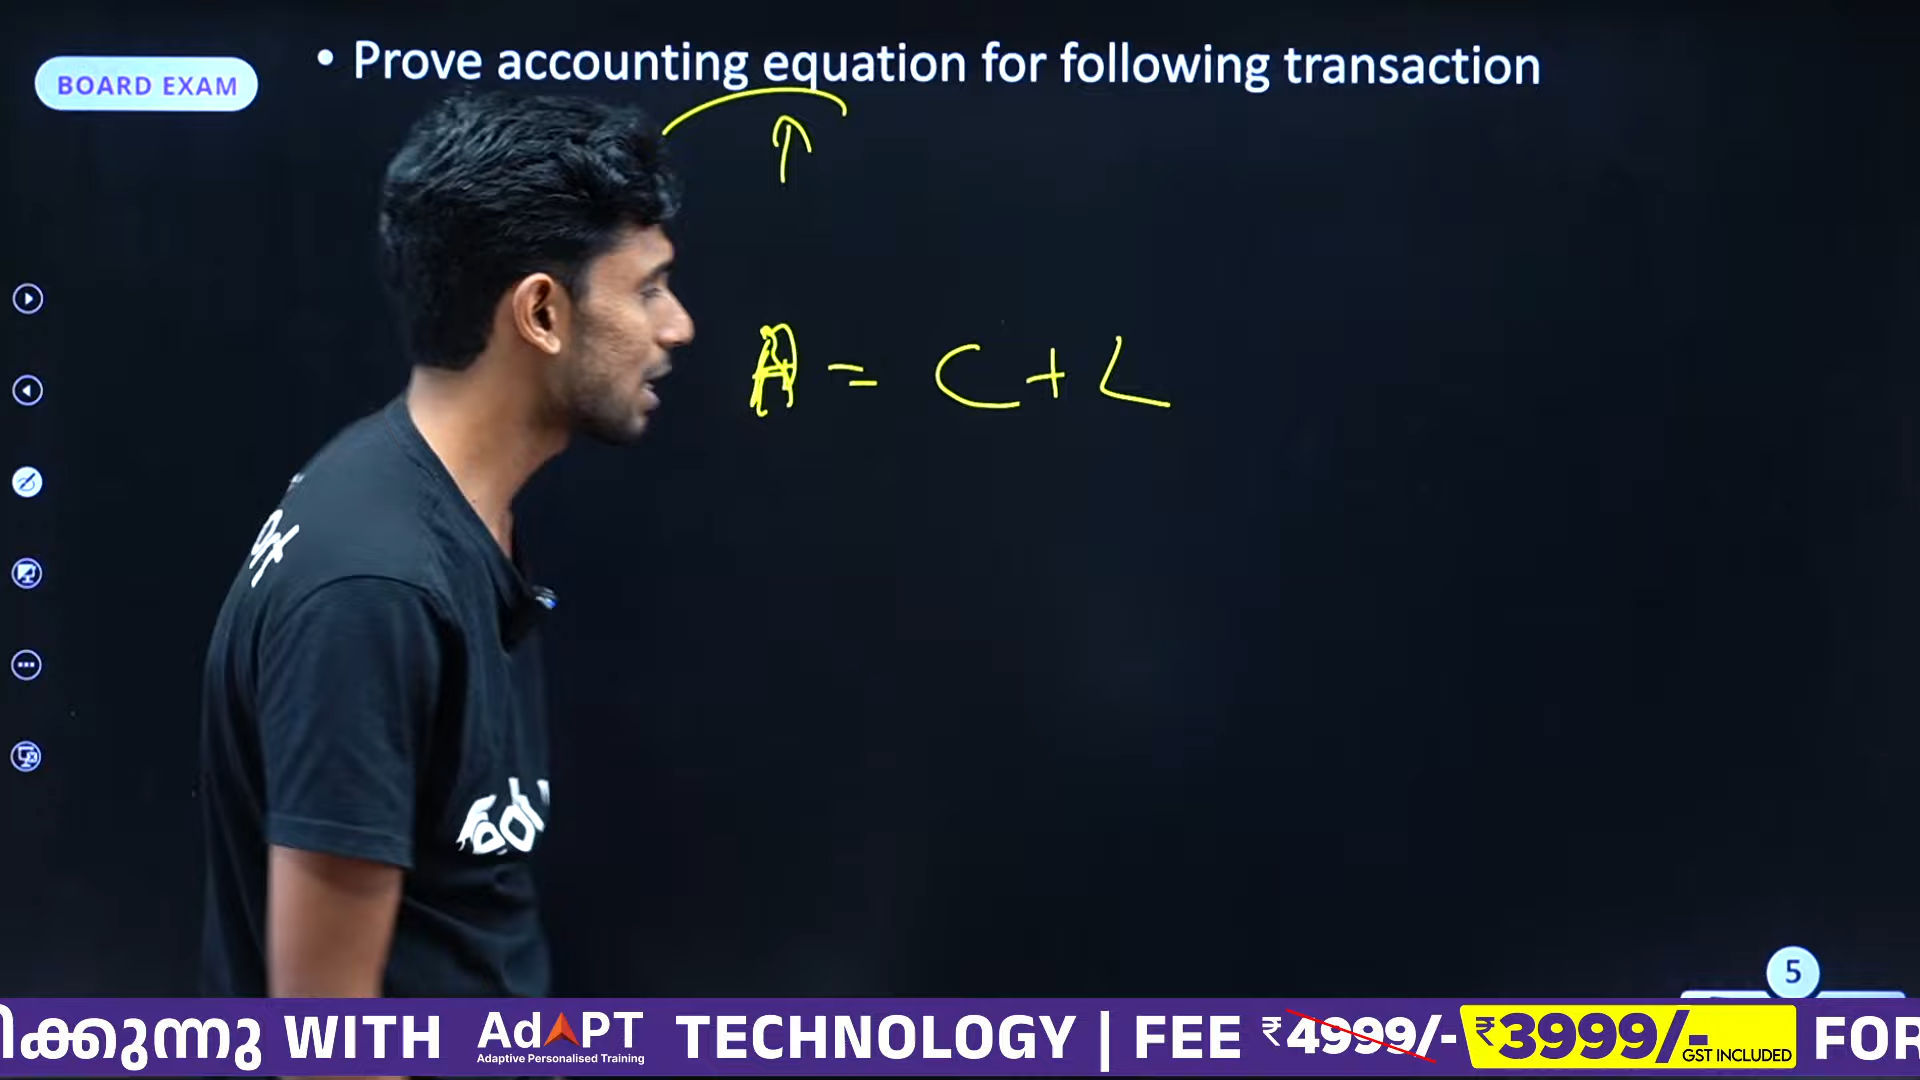 BOARD EXAM
• Prove accounting equation for following transaction
A = C + L
5
ിക്കുന്നു WITH AdAPT TECHNOLOGY | FEE ₹4999/- ₹3999/- GST INCLUDED FOR
Adaptive Personalised Training